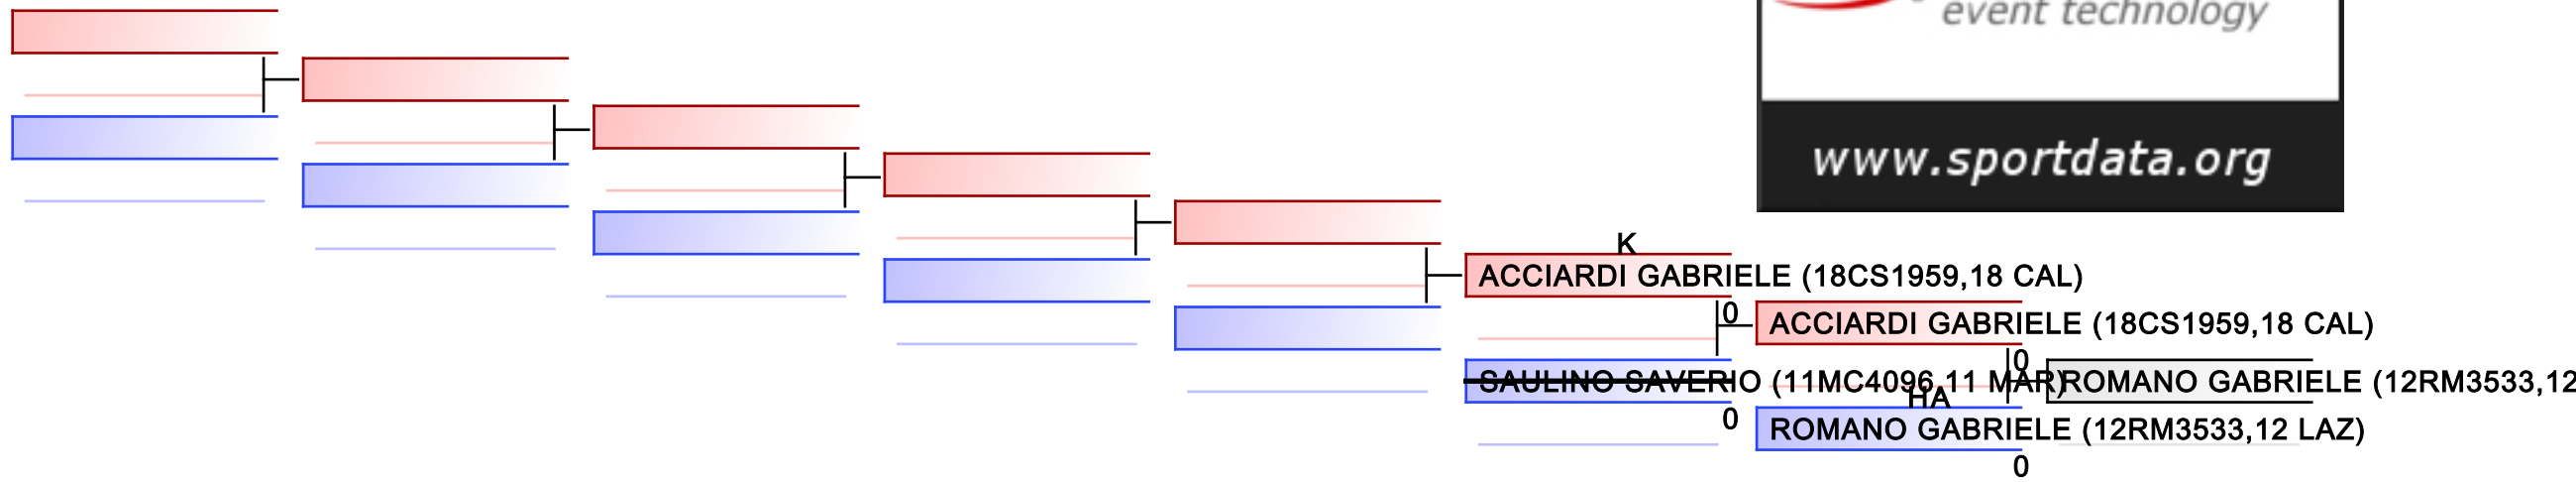 event technology
www.sportdata.org
K
ACCIARDI GABRIELE (18CS1959,18 CAL)
0
ACCIARDI GABRIELE (18CS1959,18 CAL)
0
SAULINO SAVERIO (11MC4096,11 MAR)
ROMANO GABRIELE (12RM3533,12
HA
0
ROMANO GABRIELE (12RM3533,12 LAZ)
0